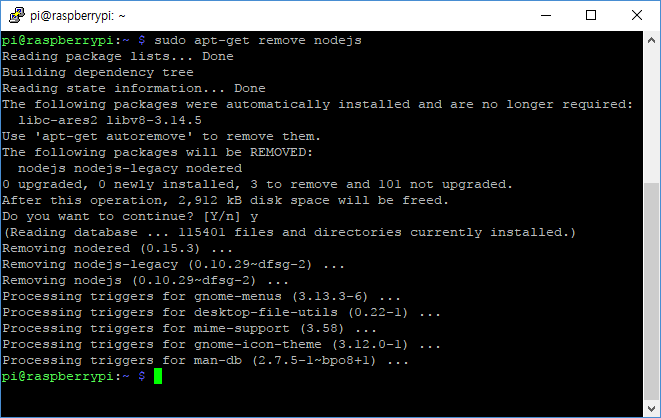 pi@raspberrypi: ~
pi@raspberrypi:~ $ sudo apt-get remove nodejs
Reading package lists... Done
Building dependency tree
Reading state information... Done
The following packages were automatically installed and are no longer required:
  libc-ares2 libv8-3.14.5
Use 'apt-get autoremove' to remove them.
The following packages will be REMOVED:
  nodejs nodejs-legacy nodered
0 upgraded, 0 newly installed, 3 to remove and 101 not upgraded.
After this operation, 2,912 kB disk space will be freed.
Do you want to continue? [Y/n] y
(Reading database ... 115401 files and directories currently installed.)
Removing nodered (0.15.3) ...
Removing nodejs-legacy (0.10.29~dfsg-2) ...
Removing nodejs (0.10.29~dfsg-2) ...
Processing triggers for gnome-menus (3.13.3-6) ...
Processing triggers for desktop-file-utils (0.22-1) ...
Processing triggers for mime-support (3.58) ...
Processing triggers for gnome-icon-theme (3.12.0-1) ...
Processing triggers for man-db (2.7.5-1~bpo8+1) ...
pi@raspberrypi:~ $